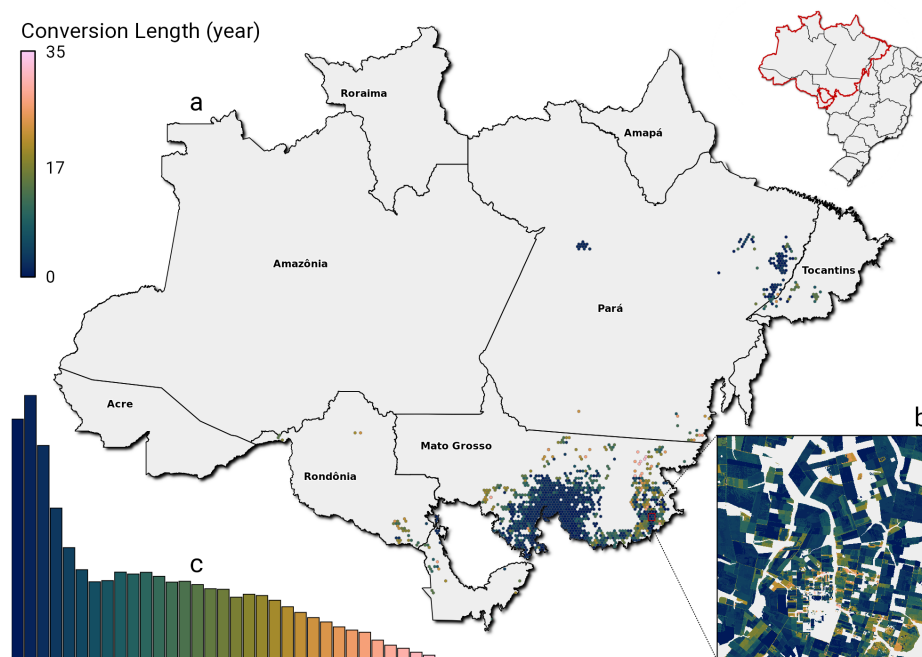 Conversion Length (year)
35
17
0
a
Roraima
Amapá
Amazônia
Tocantins
Pará
Acre
Mato Grosso
Rondônia
b
c